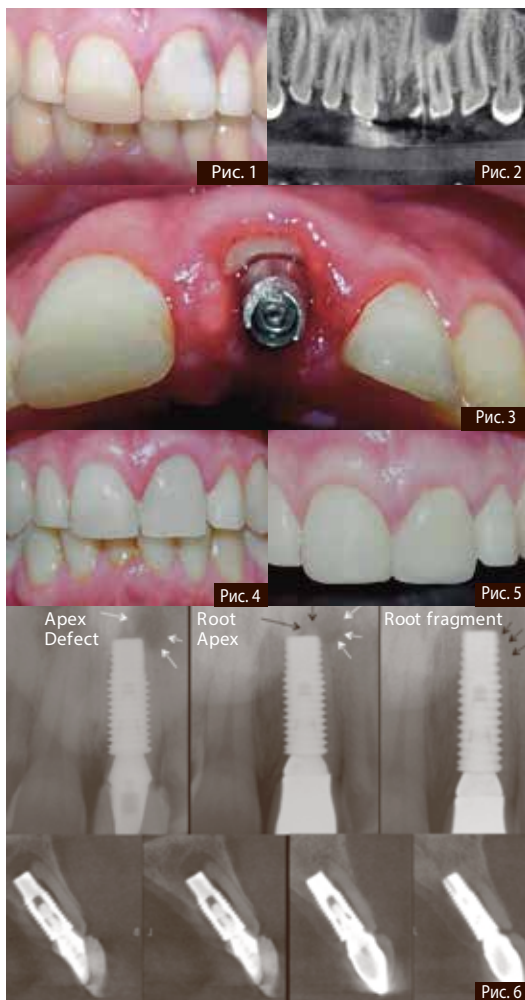 Рис. 1
Рис. 2
Рис. 3
Рис. 4
Рис. 5
Apex
Defect
Root
Apex
Root fragment
Рис. 6